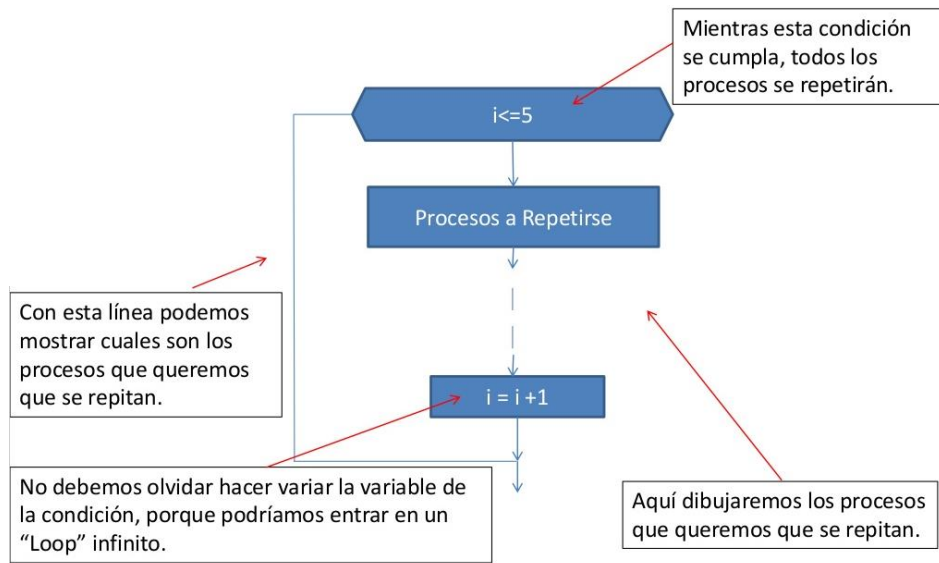 Mientras esta condición
se cumpla, todos los
procesos se repetirán.
i<=5
Procesos a Repetirse
Con esta línea podemos
mostrar cuales son los
procesos que queremos
que se repitan.
i = i +1
No debemos olvidar hacer variar la variable de
la condición, porque podríamos entrar en un
“Loop” infinito.
Aquí dibujaremos los procesos
que queremos que se repitan.